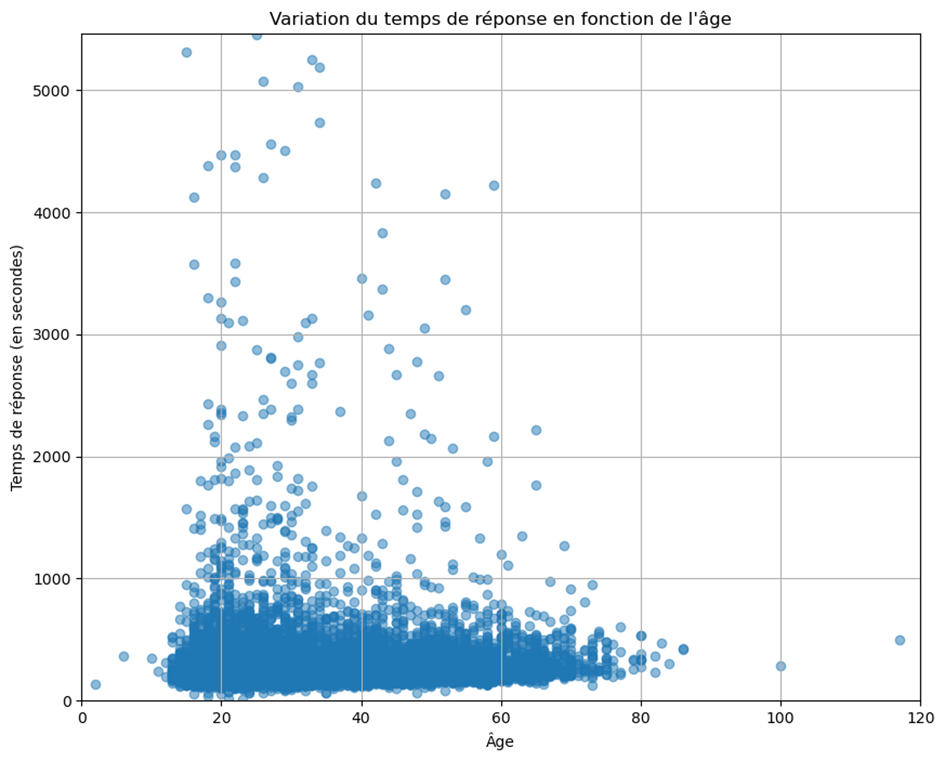 Variation du temps de réponse en fonction de l'âge
Temps de réponse (en secondes)
5000
4000
3000
2000
1000
0
0 20 40 60 80 100 120
Âge